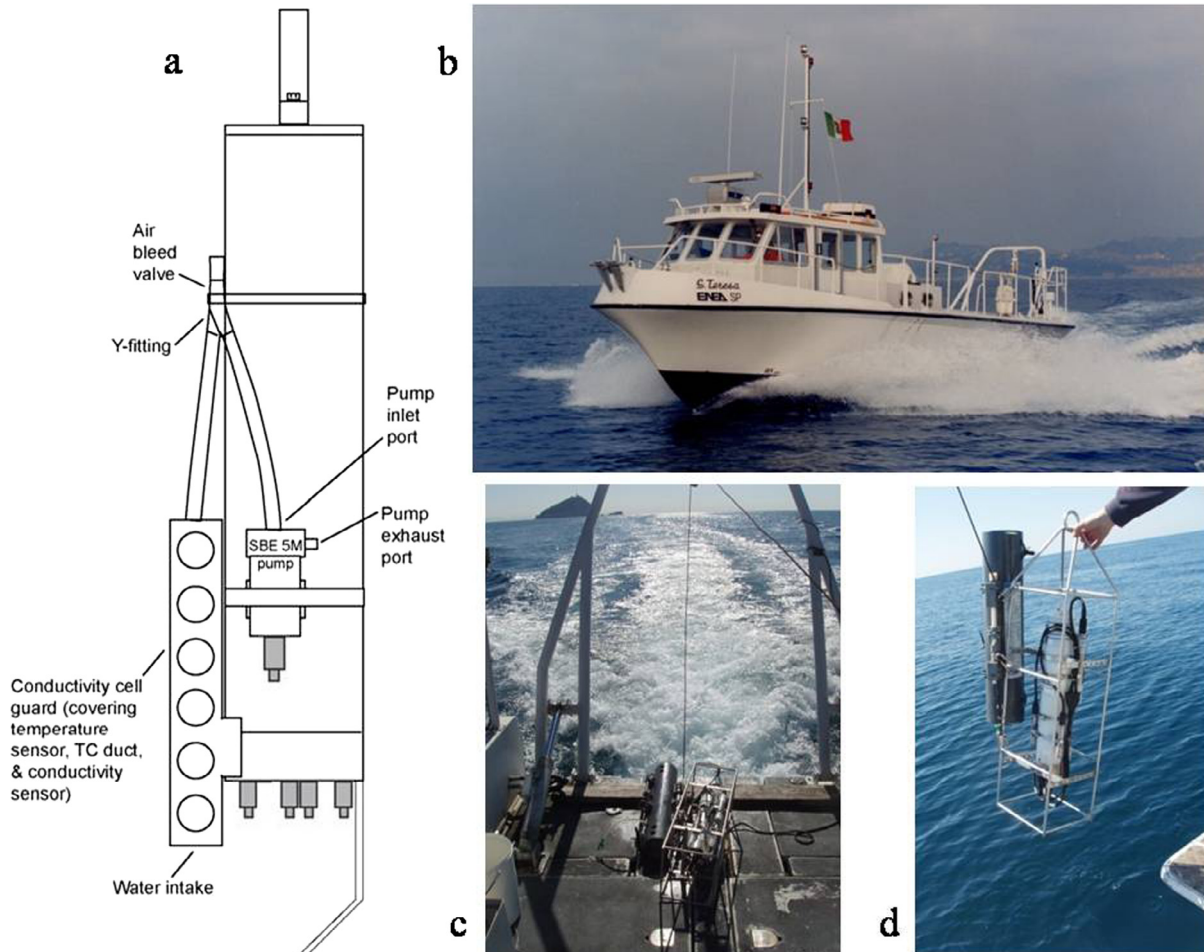 a
Air
bleed
valve
Y-fitting
Pump
inlet
port
SBE 5M
pump
Pump
exhaust
port
Conductivity cell
guard (covering
temperature
sensor, TC duct,
& conductivity
sensor)
Water intake
b
S. Teresa
ENEA SP
c
d